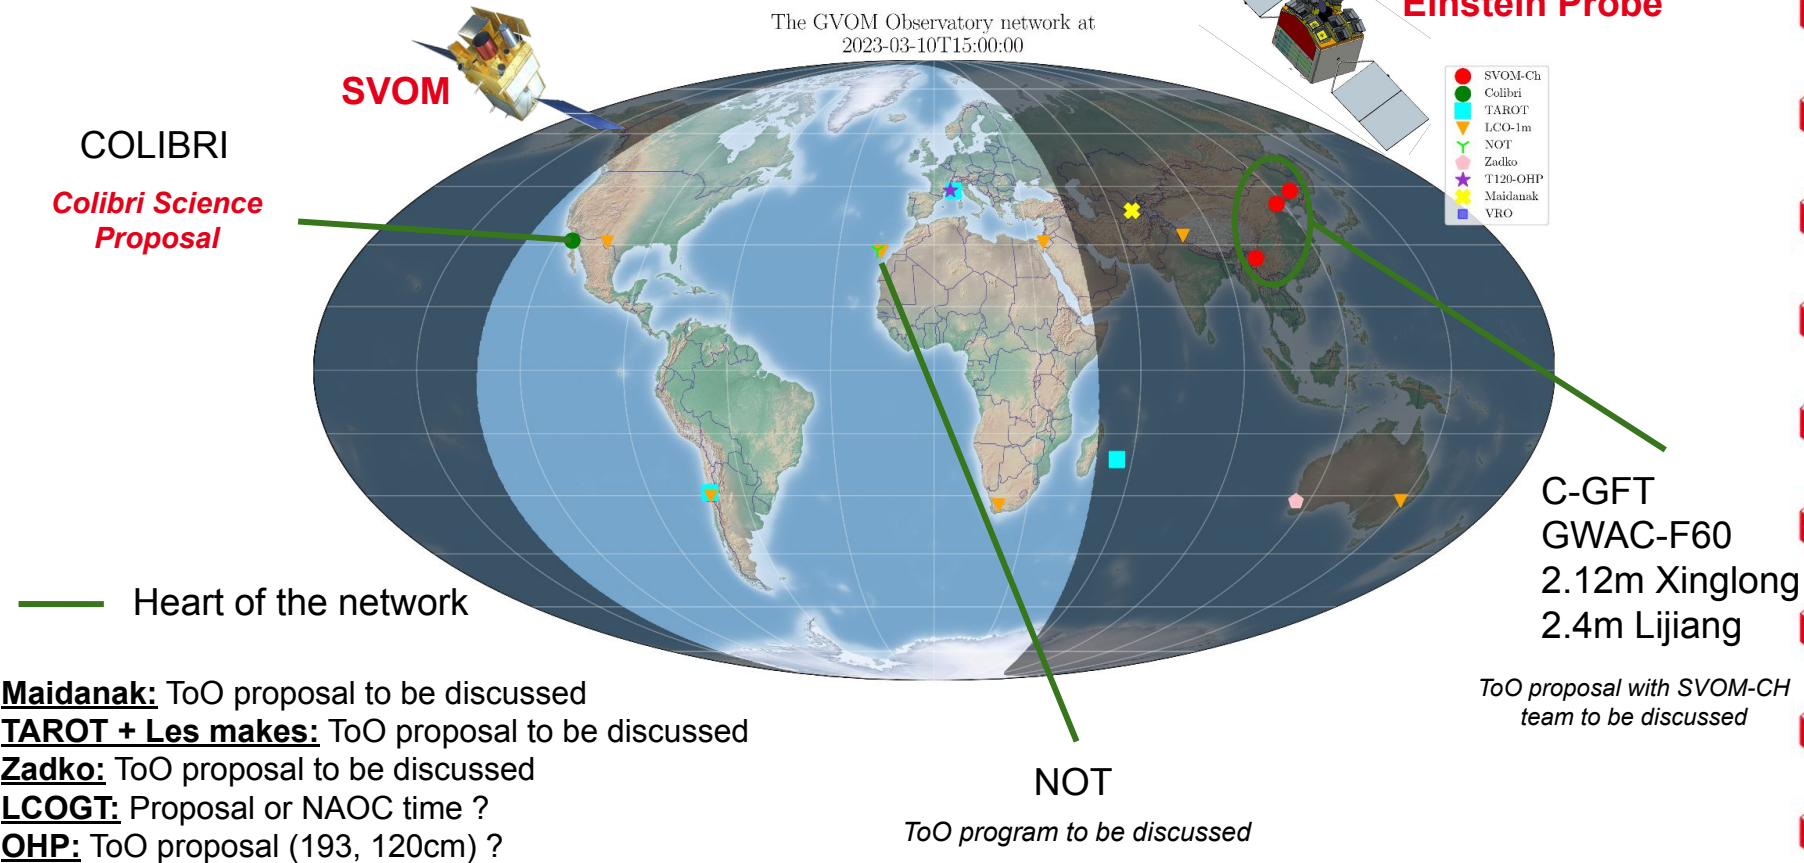 The GVOM Observatory network at
2023-03-10T15:00:00
Einstein Probe
SVOM
SVOM-Ch
Colibri
TAROT
LCO-1m
NOT
Zadko
T120-OHP
Maidanak
VRO
COLIBRI
Colibri Science
Proposal
C-GFT
GWAC-F60
2.12m Xinglong
2.4m Lijiang
ToO proposal with SVOM-CH
team to be discussed
Heart of the network
Maidanak: ToO proposal to be discussed
TAROT + Les makes: ToO proposal to be discussed
Zadko: ToO proposal to be discussed
LCOGT: Proposal or NAOC time ?
OHP: ToO proposal (193, 120cm) ?
NOT
ToO program to be discussed